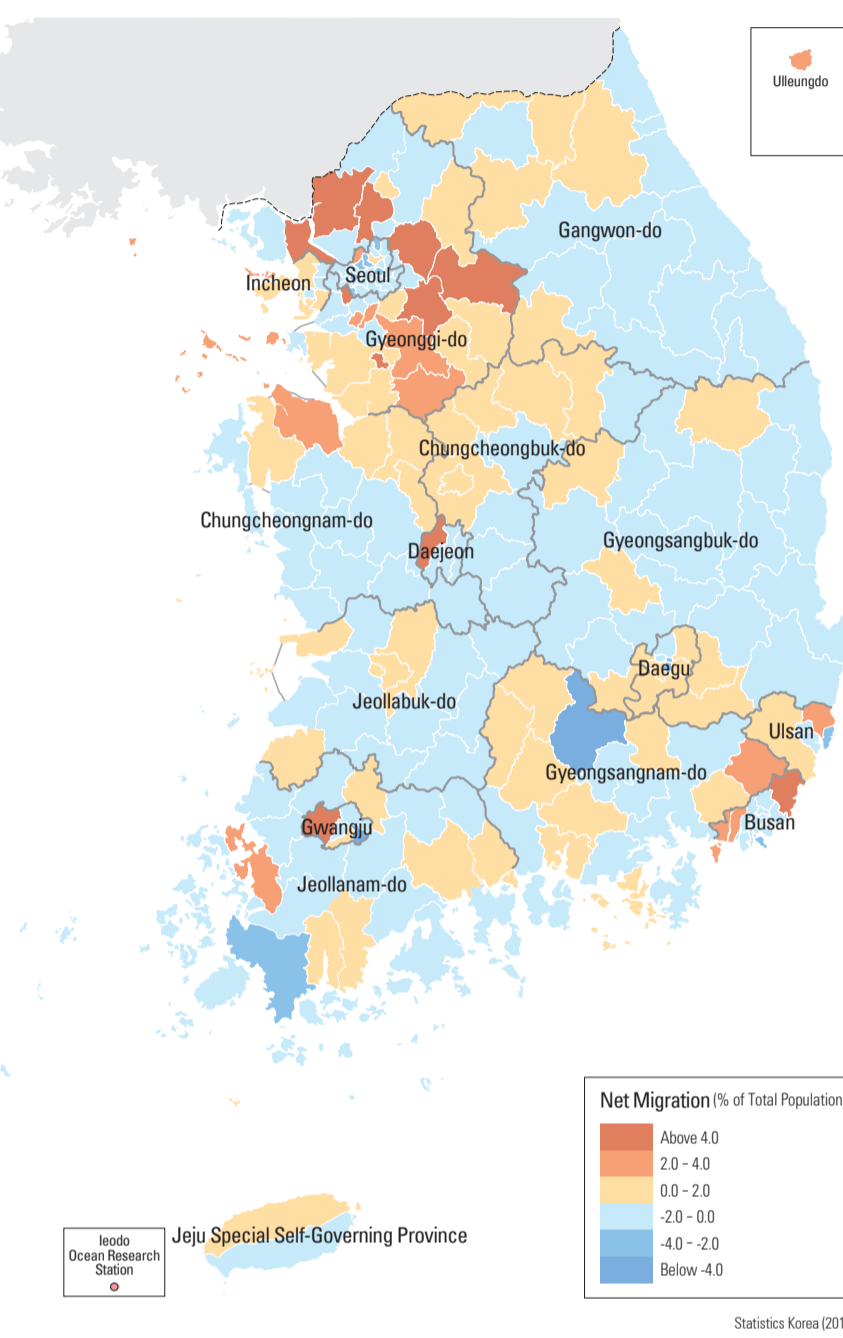 Ulleungdo
Gangwon-do
Incheon
Seoul
Gyeonggi-do
Chungcheongbuk-do
Chungcheongnam-do
Daejeon
Gyeongsangbuk-do
Daegu
Jeollabuk-do
Ulsan
Gyeongsangnam-do
Busan
Gwangju
Jeollanam-do
Net Migration (% of Total Population
Above 4.0
2.0 – 4.0
0.0 – 2.0
-2.0 – 0.0
-4.0 – -2.0
Below -4.0
Jeju Special Self-Governing Province
Ieodo
Ocean Research
Station
Statistics Korea (201